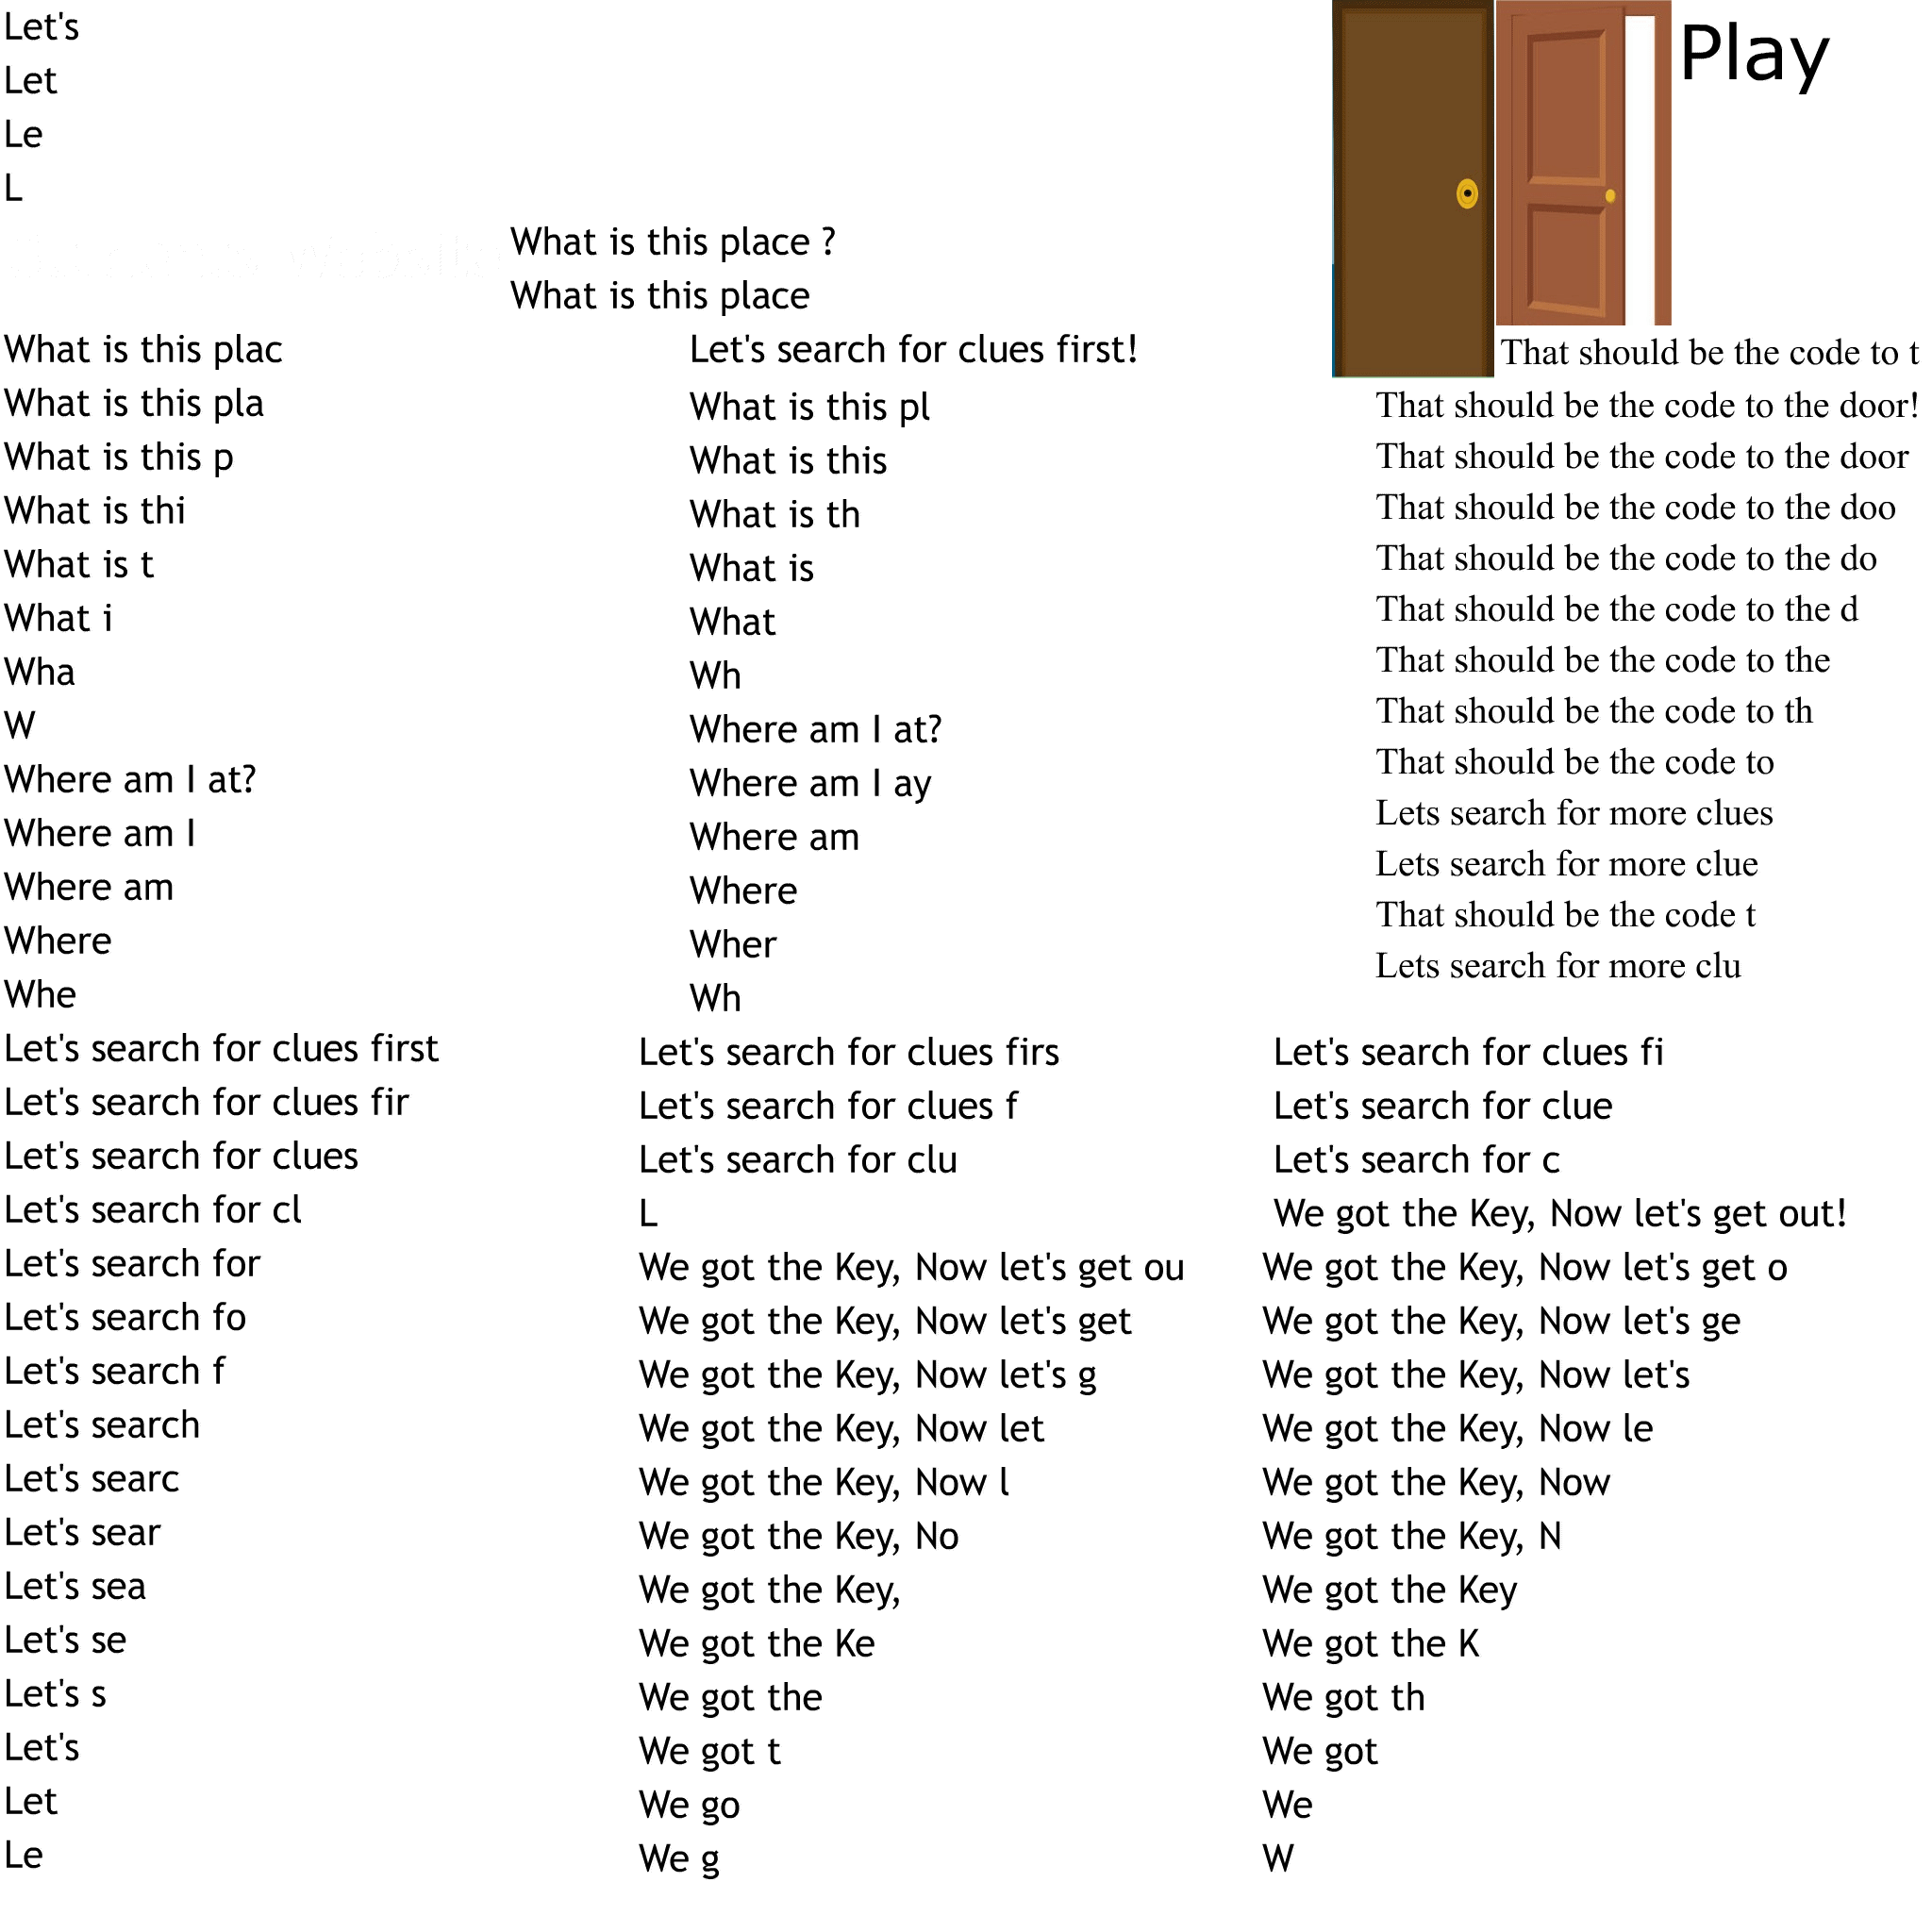 Let's
Let
Le
L
Play
What is this place ?
What is this place
What is this plac
What is this pla
What is this p
What is thi
What is t
What i
Wha
W
Where am I at?
Where am I
Where am
Where
Whe
Let's search for clues first!
What is this pl
What is this
What is th
What is
What
Wh
Where am I at?
Where am I ay
Where am
Where
Wher
Wh
That should be the code to t
That should be the code to the door!
That should be the code to the door
That should be the code to the doo
That should be the code to the do
That should be the code to the d
That should be the code to the
That should be the code to th
That should be the code to
Lets search for more clues
Lets search for more clue
That should be the code t
Lets search for more clu
Let's search for clues first
Let's search for clues fir
Let's search for clues
Let's search for cl
Let's search for
Let's search fo
Let's search f
Let's search
Let's searc
Let's sear
Let's sea
Let's se
Let's s
Let's
Let
Le
Let's search for clues firs
Let's search for clues f
Let's search for clu
L
We got the Key, Now let's get ou
We got the Key, Now let's get
We got the Key, Now let's g
We got the Key, Now let
We got the Key, Now l
We got the Key, No
We got the Key,
We got the Ke
We got the
We got t
We go
We g
Let's search for clues fi
Let's search for clue
Let's search for c
We got the Key, Now let's get out!
We got the Key, Now let's get o
We got the Key, Now let's ge
We got the Key, Now let's
We got the Key, Now le
We got the Key, Now
We got the Key, N
We got the Key
We got the K
We got th
We got
We
W